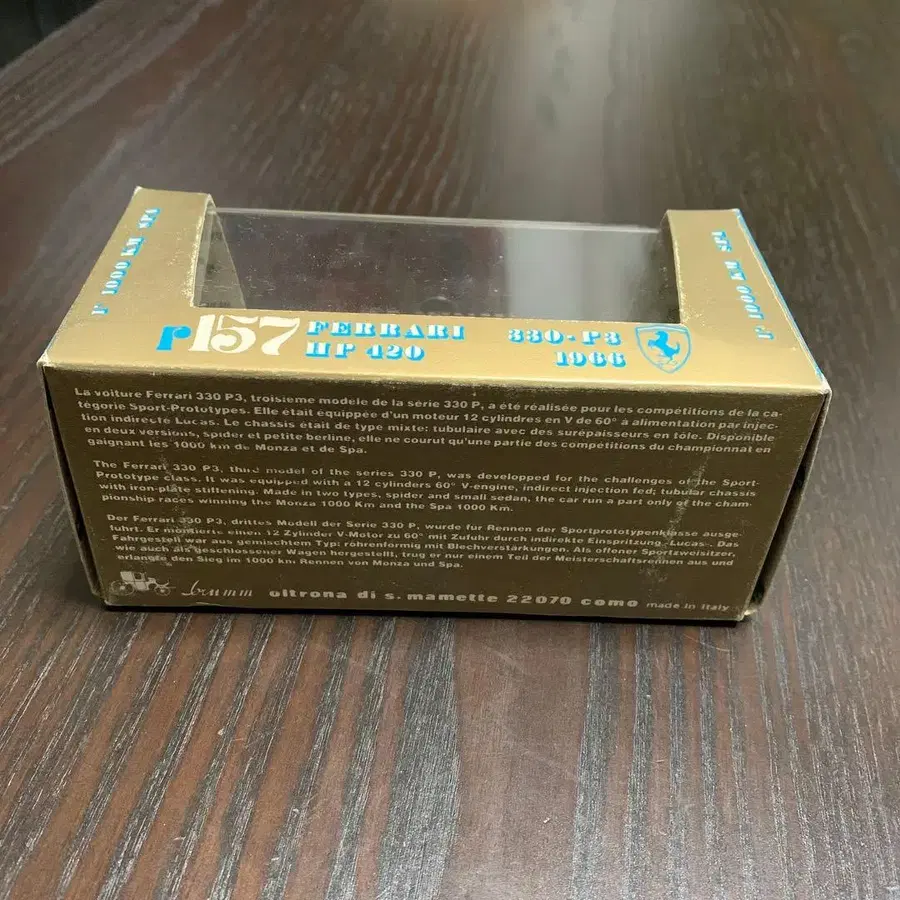 1° 1000 KM SPA
1° 1000 KM SPA
r157 FERRARI 330-P3
HP 420 1966
La voiture Ferrari 330 P3, troisieme modèle de la série 330 P, a été réalisée pour les compétitions de la ca-
tégorie Sport-Prototypes. Elle était équippée d'un moteur 12 cylindres en V de 60° à alimentation par injec-
tion indirecte Lucas. Le chassis était de type mixte: tubulaire avec des surépaisseurs en tôle. Disponible
en deux versions, spider et petite berline, elle ne courut qu'une partie des compétitions du championnat en
gaignant les 1000 km de Monza et de Spa.
The Ferrari 330 P3, third model of the series 330 P, was developped for the challenges of the Sport-
Prototype class. It was equipped with a 12 cylinders 60° V-engine, indirect injection fed; tubular chassis
with iron-plate stiffening. Made in two types, spider and small sedan, the car run a part only of the cham-
pionship races winning the Monza 1000 Km and the Spa 1000 Km.
Der Ferrari 330 P3, drittes Modell der Serie 330 P, wurde fur Rennen der Sportprototypenklasse ausge-
fuhrt. Er montierte einen 12 Zylinder V-Motor zu 60° mit Zufuhr durch indirekte Einspritzung -Lucas-. Das
Fahrgestell war aus gemischtem Typ: röhrenförmig mit Blechverstärkungen. Als offener Sportzweisitzer,
wie auch als geschlossener Wagen hergestellt, trug er nur einem Teil der Meisterschaftsrennen aus und
erlangte den Sieg im 1000 km Rennen von Monza und Spa.
brumm oltrona di s. mamette 22070 como made in Italy